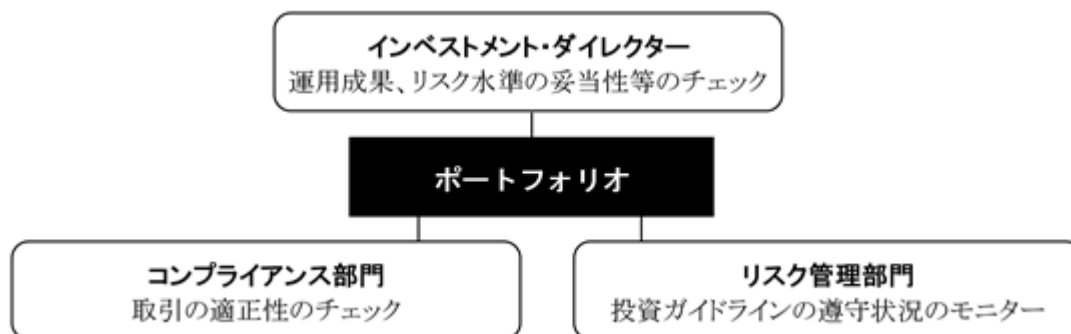 インベストメント・ダイレクター
運用成果、リスク水準の妥当性等のチェック
ポートフォリオ
コンプライアンス部門
取引の適正性のチェック
リスク管理部門
投資ガイドラインの遵守状況のモニター